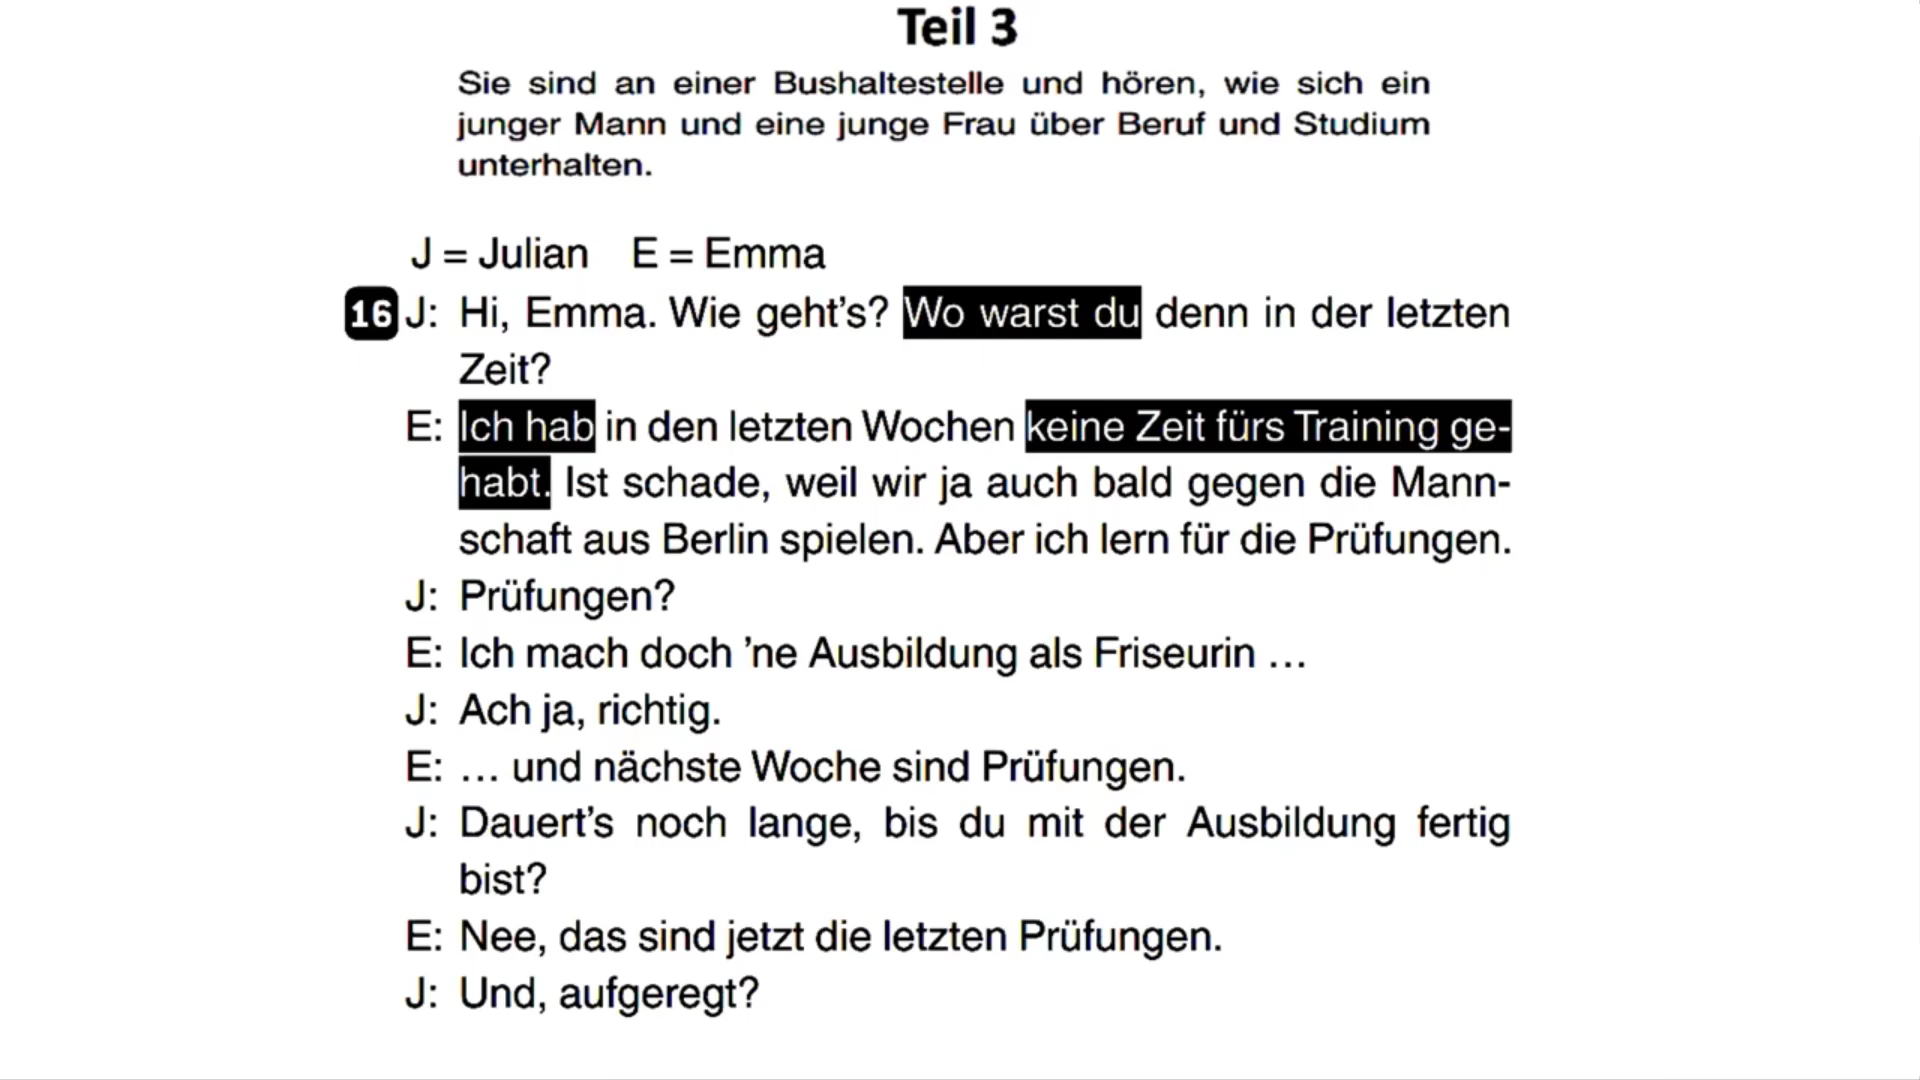 Teil 3
Sie sind an einer Bushaltestelle und hören, wie sich ein
junger Mann und eine junge Frau über Beruf und Studium
unterhalten.
J = Julian E = Emma
16 J: Hi, Emma. Wie geht’s? Wo warst du denn in der letzten
Zeit?
E: Ich hab in den letzten Wochen keine Zeit fürs Training ge-
habt. Ist schade, weil wir ja auch bald gegen die Mann-
schaft aus Berlin spielen. Aber ich lern für die Prüfungen.
J: Prüfungen?
E: Ich mach doch ’ne Ausbildung als Friseurin …
J: Ach ja, richtig.
E: … und nächste Woche sind Prüfungen.
J: Dauert’s noch lange, bis du mit der Ausbildung fertig
bist?
E: Nee, das sind jetzt die letzten Prüfungen.
J: Und, aufgeregt?